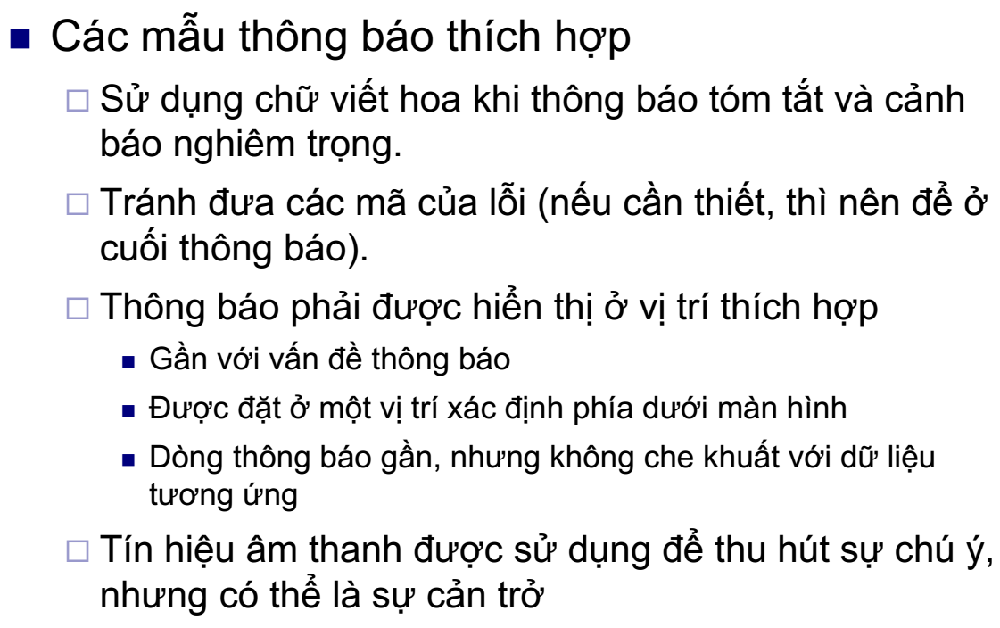 Các mẫu thông báo thích hợp
Sử dụng chữ viết hoa khi thông báo tóm tắt và cảnh
báo nghiêm trọng.
Tránh đưa các mã của lỗi (nếu cần thiết, thì nên để ở
cuối thông báo).
Thông báo phải được hiển thị ở vị trí thích hợp
Gần với vấn đề thông báo
Được đặt ở một vị trí xác định phía dưới màn hình
Dòng thông báo gần, nhưng không che khuất với dữ liệu
tương ứng
Tín hiệu âm thanh được sử dụng để thu hút sự chú ý,
nhưng có thể là sự cản trở